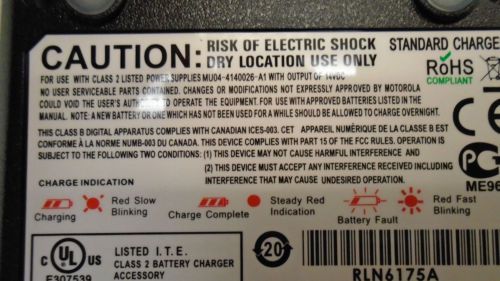 CAUTION:
RISK OF ELECTRIC SHOCK
DRY LOCATION USE ONLY
STANDARD CHARGE
RoHS
COMPLIANT
FOR USE WITH CLASS 2 LISTED POWER SUPPLIES MU04-4140026-A1 WITH OUTPUT OF 14VDC
NO USER SERVICEABLE PARTS CONTAINED. CHANGES OR MODIFICATIONS NOT EXPRESSLY APPROVED BY MOTOROLA
COULD VOID THE USER'S AUTHORITY TO OPERATE THE EQUIPMENT. FOR USE WITH APPROVED BATTERIES LISTED IN THE
MANUAL. NOTE: A NEW BATTERY OR ONE WHICH HAS NOT BEEN USED FOR A WHILE SHOULD BE ALLOWED TO CHARGE OVERNIGHT.
THIS CLASS B DIGITAL APPARATUS COMPLIES WITH CANADIAN ICES-003. CET APPAREIL NUMÉRIQUE DE LA CLASSE B EST
CONFORME À LA NORME NUMB-003 DU CANADA. THIS DEVICE COMPLIES WITH PART 15 OF THE FCC RULES. OPERATION IS
SUBJECT TO THE FOLLOWING TWO CONDITIONS: (1) THIS DEVICE MAY NOT CAUSE HARMFUL INTERFERENCE AND
(2) THIS DEVICE MUST ACCEPT ANY INTERFERENCE RECEIVED INCLUDING
INTERFERENCE THAT MAY CAUSE UNDESIRED OPERATION.
CE
PC
ME96
CHARGE INDICATION
Charging
Red Slow
Blinking
Charge Complete
Steady Red
Indication
Battery Fault
Red Fast
Blinking
C UL US
E307539
LISTED I.T.E.
CLASS 2 BATTERY CHARGER
ACCESSORY
20
RLN6175A